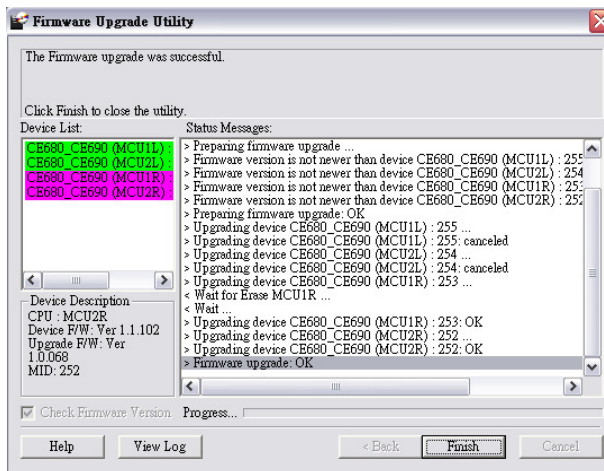 Firmware Upgrade Utility
The Firmware upgrade was successful.
Click Finish to close the utility.
Device List:
Status Messages:
CE680_CE690 (MCU1L) :
CE680_CE690 (MCU2L) :
CE680_CE690 (MCU1R) :
CE680_CE690 (MCU2R) :
> Preparing firmware upgrade ...
> Firmware version is not newer than device CE680_CE690 (MCU1L) : 255
> Firmware version is not newer than device CE680_CE690 (MCU2L) : 254
> Firmware version is not newer than device CE680_CE690 (MCU1R) : 253
> Firmware version is not newer than device CE680_CE690 (MCU2R) : 252
> Preparing firmware upgrade: OK
> Upgrading device CE680_CE690 (MCU1L) : 255 ...
> Upgrading device CE680_CE690 (MCU1L) : 255: canceled
> Upgrading device CE680_CE690 (MCU2L) : 254 ...
> Upgrading device CE680_CE690 (MCU2L) : 254: canceled
> Upgrading device CE680_CE690 (MCU1R) : 253 ...
< Wait for Erase MCU1R ...
< Wait ...
> Upgrading device CE680_CE690 (MCU1R) : 253: OK
> Upgrading device CE680_CE690 (MCU2R) : 252 ...
> Upgrading device CE680_CE690 (MCU2R) : 252: OK
> Firmware upgrade: OK
Device Description
CPU : MCU2R
Device F/W: Ver 1.1.102
Upgrade F/W: Ver
1.0.068
MID: 252
Check Firmware Version
Progress...
Help
View Log
< Back
Finish
Cancel